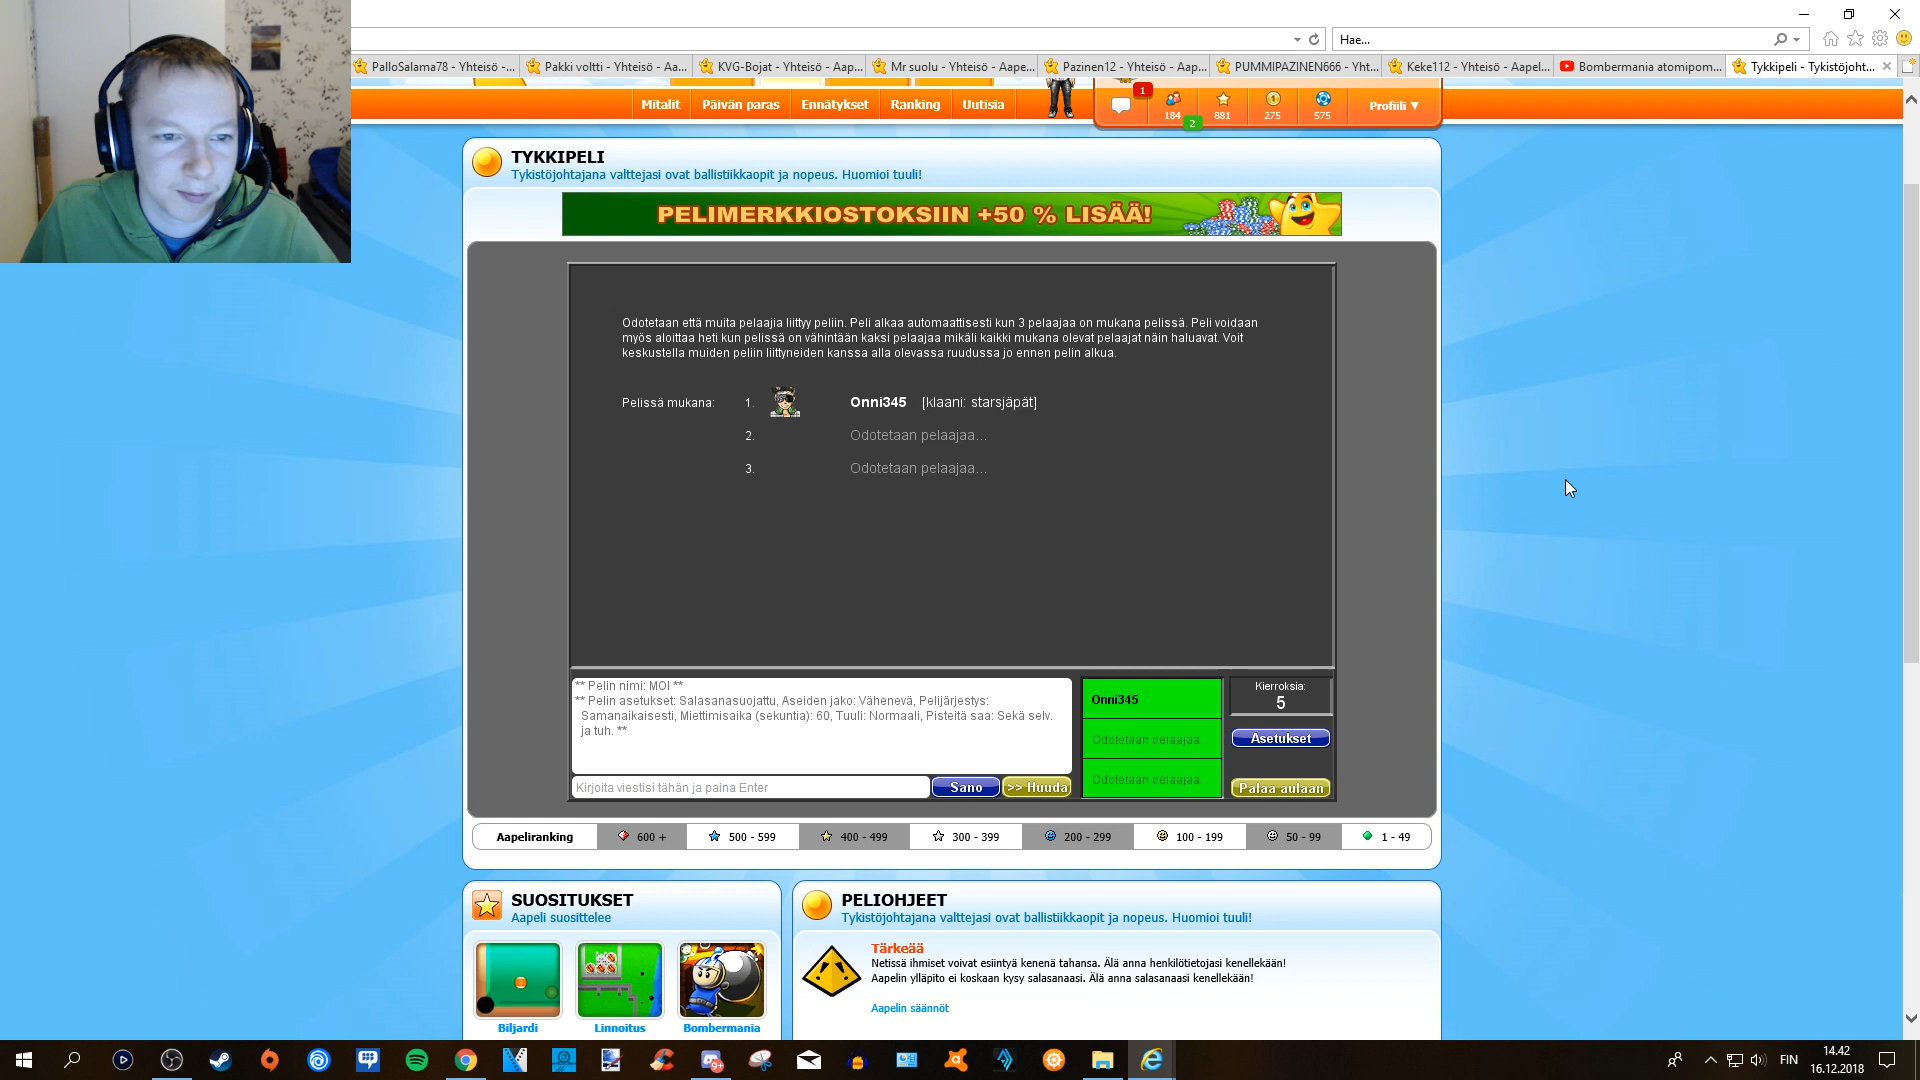 Hae...
PalloSalama78 - Yhteisö -...
Pakki voltti - Yhteisö - Aa...
KVG-Bojat - Yhteisö - Aap...
Mr suolu - Yhteisö - Aape...
Pazinen12 - Yhteisö - Aap...
PUMMIPAZINEN666 - Yht...
Keke112 - Yhteisö - Aapel...
Bombermania atomipom...
Tykkipeli - Tykistöjoht...
Mitalit
Päivän paras
Ennätykset
Ranking
Uutisia
1
184
2
881
275
575
Profiili ▼
TYKKIPELI
Tykistöjohtajana valttejasi ovat ballistiikkaopit ja nopeus. Huomioi tuuli!
PELIMERKKIOSTOKSIIN +50 % LISÄÄ!
Odotetaan että muita pelaajia liittyy peliin. Peli alkaa automaattisesti kun 3 pelaajaa on mukana pelissä. Peli voidaan
myös aloittaa heti kun pelissä on vähintään kaksi pelaajaa mikäli kaikki mukana olevat pelaajat näin haluavat. Voit
keskustella muiden peliin liittyneiden kanssa alla olevassa ruudussa jo ennen pelin alkua.
Pelissä mukana: 1. Onni345 [klaani: starsjäpät]
2. Odotetaan pelaajaa...
3. Odotetaan pelaajaa...
** Pelin nimi: MOI **
** Pelin asetukset: Salasanasuojattu, Aseiden jako: Vähenevä, Pelijärjestys:
Samanaikaisesti, Miettimisaika (sekuntia): 60, Tuuli: Normaali, Pisteitä saa: Sekä selv.
ja tuh. **
Kirjoita viestisi tähän ja paina Enter
Sano
>> Huuda
Onni345
Odotetaan pelaajaa...
Odotetaan pelaajaa...
Kierroksia:
5
Asetukset
Palaa aulaan
Aapeliranking
600 +
500 - 599
400 - 499
300 - 399
200 - 299
100 - 199
50 - 99
1 - 49
SUOSITUKSET
Aapeli suosittelee
Biljardi
Linnoitus
Bombermania
PELIOHJEET
Tykistöjohtajana valttejasi ovat ballistiikkaopit ja nopeus. Huomioi tuuli!
Tärkeää
Netissä ihmiset voivat esiintyä kenenä tahansa. Älä anna henkilötietojasi kenellekään!
Aapelin ylläpito ei koskaan kysy salasanaasi. Älä anna salasanaasi kenellekään!
Aapelin säännöt
9+
FIN
14.42
16.12.2018